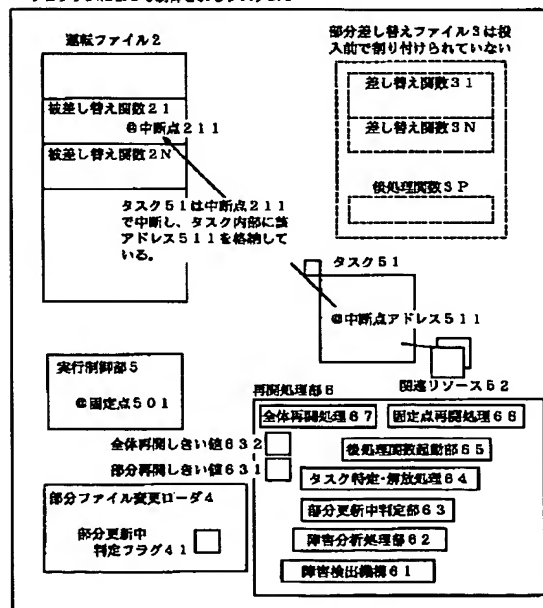 運転ファイル2
部分差し替えファイル3は投
入前で割り付けられていない
差し替え関数31
差し替え関数3N
後処理関数3P
被差し替え関数21
@中断点211
被差し替え関数2N
タスク51は中断点211
で中断し、タスク内部に該
アドレス511を格納して
いる。
タスク51
@中断点アドレス511
関連リソース52
実行制御部5
@固定点501
再開処理部6
全体再開処理67
固定点再開処理66
全体再開しきい値632
後処理関数起動部65
部分再開しきい値631
タスク特定・解放処理64
部分ファイル変更ローダ4
部分更新中
判定フラグ41
部分更新中判定部63
障害分析処理部62
障害検出機構61